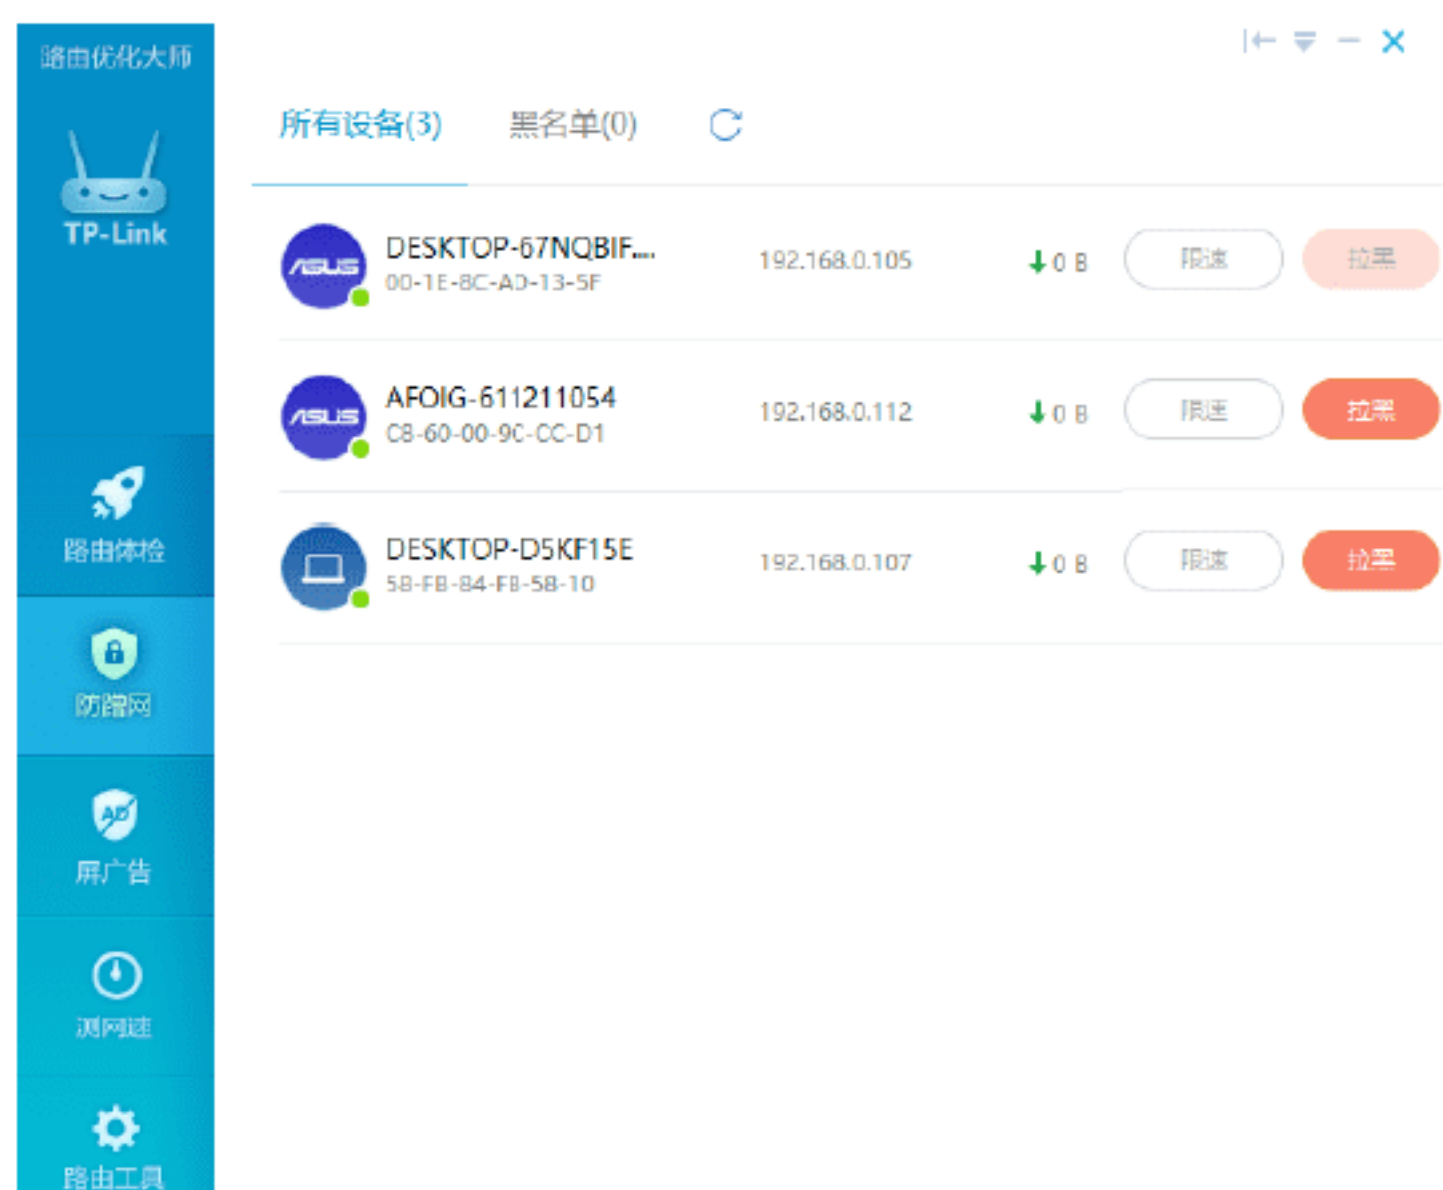 路由优化大师
TP-Link
路由体检
防蹭网
屏广告
测网速
路由工具
所有设备(3) 黑名单(0)
ASUS DESKTOP-67NQBIF.... 192.168.0.105 0 B 限速 拉黑
00-1E-8C-AD-13-5F
ASUS AFOIG-611211054 192.168.0.112 0 B 限速 拉黑
C8-60-00-9C-CC-D1
DESKTOP-D5KF15E 192.168.0.107 0 B 限速 拉黑
58-FB-84-FB-58-10